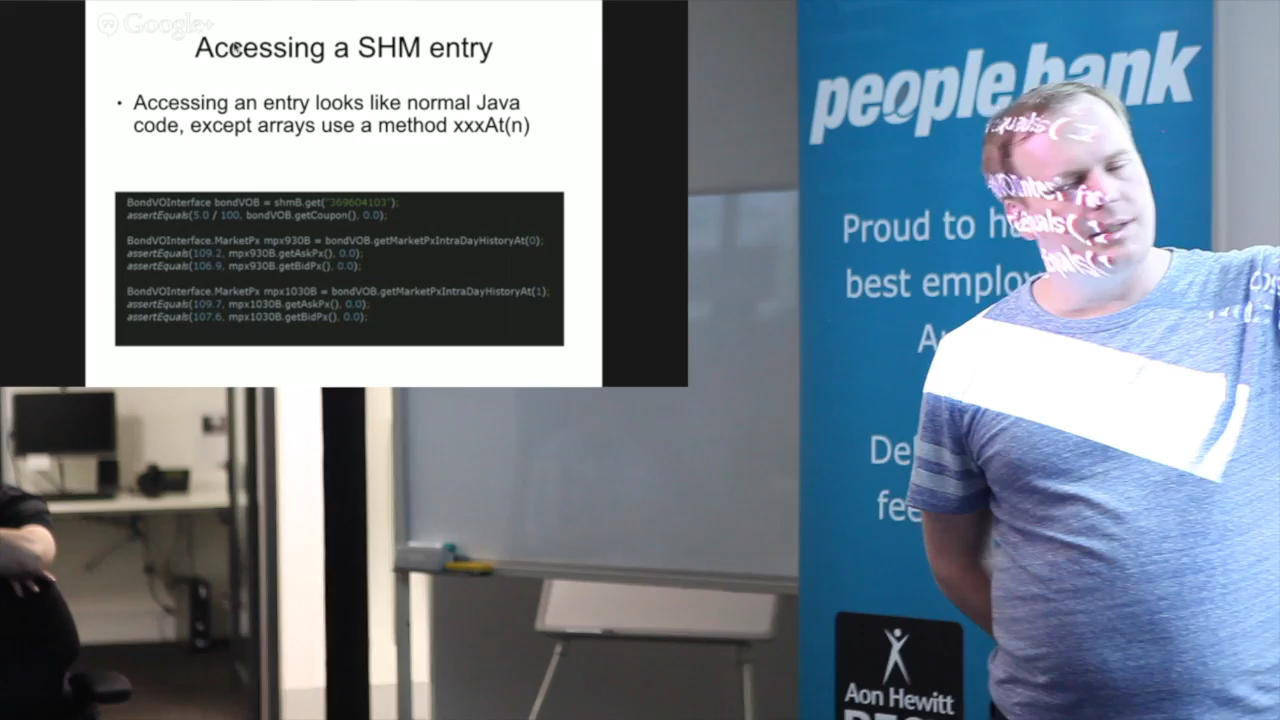 Google+
Accessing a SHM entry
• Accessing an entry looks like normal Java
code, except arrays use a method xxxAt(n)
BondVOInterface bondVOB = shmB.get("369604103");
assertEquals(5.0 / 100, bondVOB.getCoupon(), 0.0);
BondVOInterface.MarketPx mpx930B = bondVOB.getMarketPxIntraDayHistoryAt(0);
assertEquals(109.2, mpx930B.getAskPx(), 0.0);
assertEquals(106.9, mpx930B.getBidPx(), 0.0);
BondVOInterface.MarketPx mpx1030B = bondVOB.getMarketPxIntraDayHistoryAt(1);
assertEquals(109.7, mpx1030B.getAskPx(), 0.0);
assertEquals(107.6, mpx1030B.getBidPx(), 0.0);
peoplebank
Proud to
best
Aon Hewitt